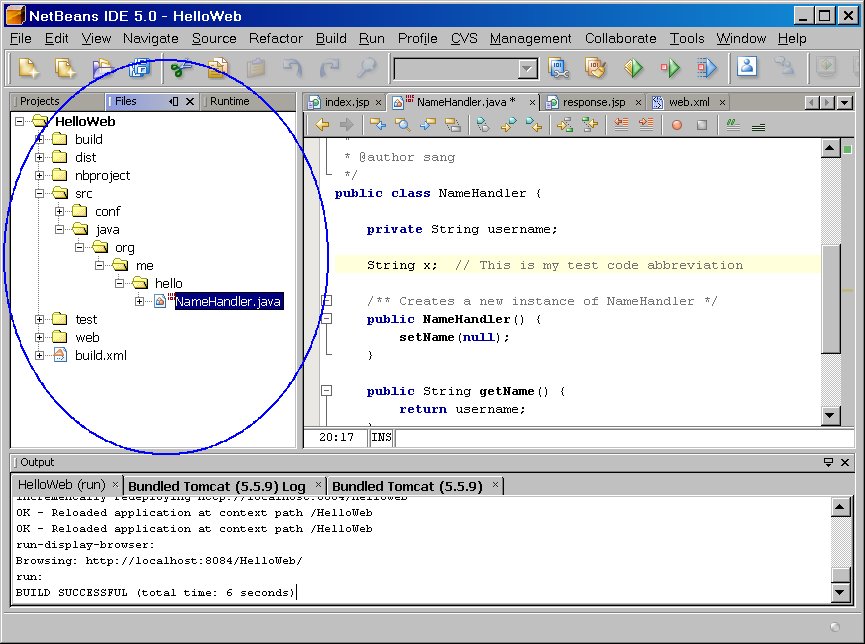 NetBeans IDE 5.0 - HelloWeb
File Edit View Navigate Source Refactor Build Run Profile CVS Management Collaborate Tools Window Help
Projects Files Runtime
HelloWeb
build
dist
nbproject
src
conf
java
org
me
hello
NameHandler.java
test
web
build.xml
index.jsp NameHandler.java * response.jsp web.xml
*
* @author sang
*/
public class NameHandler {
private String username;
String x;  // This is my test code abbreviation
/** Creates a new instance of NameHandler */
public NameHandler() {
setName(null);
}
public String getName() {
return username;
}
20:17 INS
Output
HelloWeb (run) Bundled Tomcat (5.5.9) Log Bundled Tomcat (5.5.9)
Incrementally redeploying http://localhost:8084/HelloWeb
OK - Reloaded application at context path /HelloWeb
OK - Reloaded application at context path /HelloWeb
run-display-browser:
Browsing: http://localhost:8084/HelloWeb/
run:
BUILD SUCCESSFUL (total time: 6 seconds)